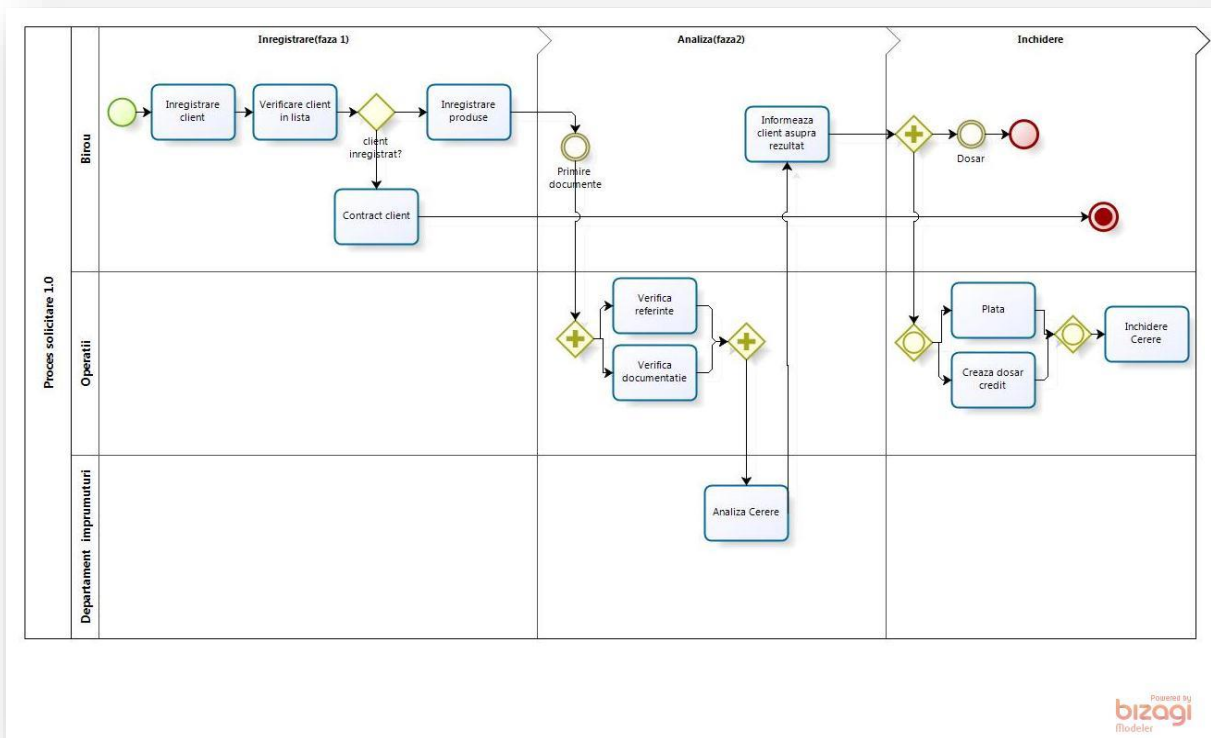 Inregistrare(faza 1)
Analiza(faza2)
Inchidere
Proces solicitare 1.0
Birou
Inregistrare
client
Verificare client
in lista
client
inregistrat?
Inregistrare
produse
Contract client
Primire
documente
Informeaza
client asupra
rezultat
Dosar
Operatii
Verifica
referinte
Verifica
documentatie
Plata
Creaza dosar
credit
Inchidere
Cerere
Departament imprumuturi
Analiza Cerere
Powered by
bizagi
Modeler